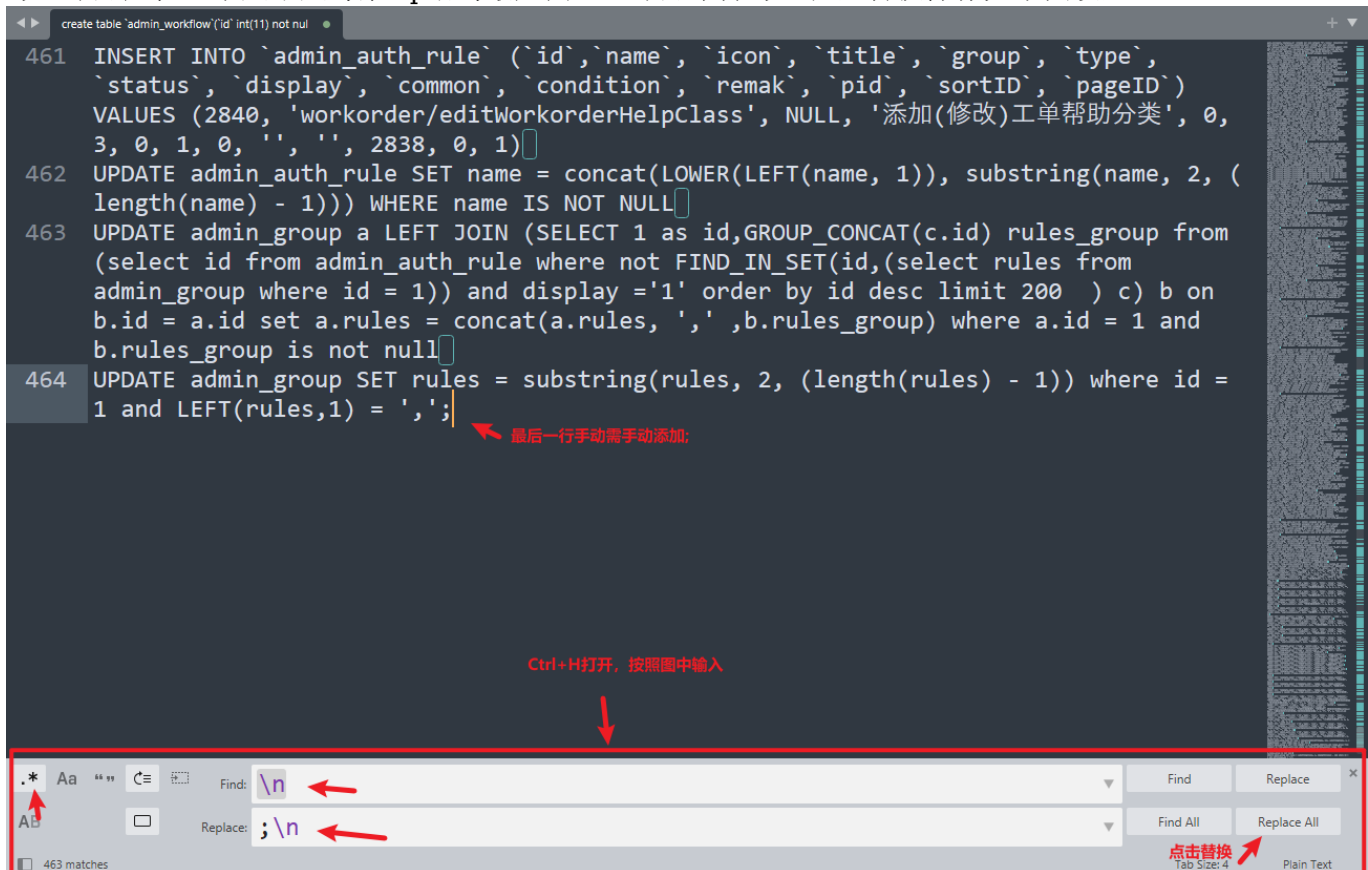 create table `admin_workflow`(`id` int(11) not nul
461 INSERT INTO `admin_auth_rule` (`id`,`name`, `icon`, `title`, `group`, `type`,
`status`, `display`, `common`, `condition`, `remak`, `pid`, `sortID`, `pageID`)
VALUES (2840, 'workorder/editWorkorderHelpClass', NULL, '添加(修改)工单帮助分类', 0,
3, 0, 1, 0, '', '', 2838, 0, 1)
462 UPDATE admin_auth_rule SET name = concat(LOWER(LEFT(name, 1)), substring(name, 2, (
length(name) - 1))) WHERE name IS NOT NULL
463 UPDATE admin_group a LEFT JOIN (SELECT 1 as id,GROUP_CONCAT(c.id) rules_group from
(select id from admin_auth_rule where not FIND_IN_SET(id,(select rules from
admin_group where id = 1)) and display ='1' order by id desc limit 200 ) c) b on
b.id = a.id set a.rules = concat(a.rules, ',' ,b.rules_group) where a.id = 1 and
b.rules_group is not null
464 UPDATE admin_group SET rules = substring(rules, 2, (length(rules) - 1)) where id =
1 and LEFT(rules,1) = ',';
最后一行手动需手动添加;
Ctrl+H打开，按照图中输入
.* Aa “” Find: \n Find Replace
AB Replace: ;\n Find All Replace All
点击替换
463 matches Tab Size: 4 Plain Text